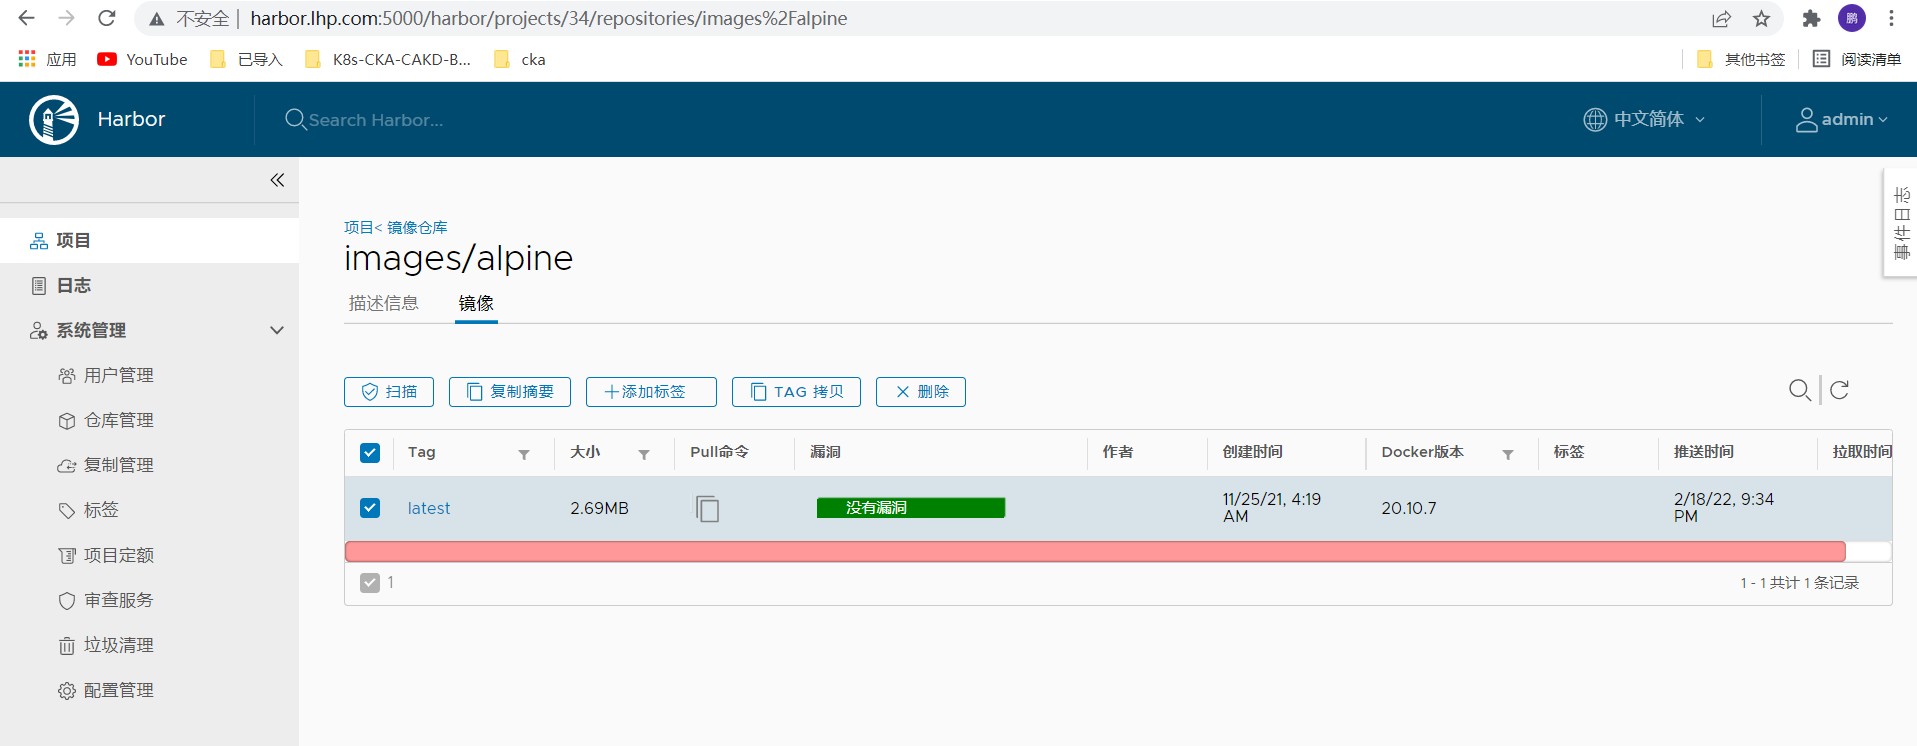 不安全 | harbor.lhp.com:5000/harbor/projects/34/repositories/images%2Falpine
鹏
应用 YouTube 已导入 K8s-CKA-CAKD-B... cka 其他书签 阅读清单
Harbor Search Harbor... 中文简体 admin
事件日志
项目
日志
系统管理
用户管理
仓库管理
复制管理
标签
项目定额
审查服务
垃圾清理
配置管理
项目< 镜像仓库
images/alpine
描述信息 镜像
扫描 复制摘要 +添加标签 TAG 拷贝 × 删除
Tag 大小 Pull命令 漏洞 作者 创建时间 Docker版本 标签 推送时间 拉取时间
latest 2.69MB 没有漏洞 11/25/21, 4:19 AM 20.10.7 2/18/22, 9:34 PM
1 1 - 1 共计 1 条记录